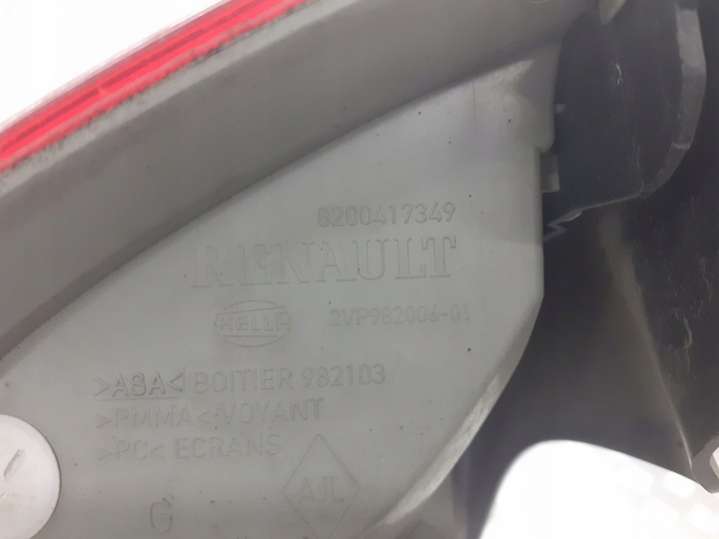 8200417349
RENAULT
HELLA 2VP982006-01
>ASA< BOITIER 982103
>PMMA< VOYANT
>PC< ECRANS
AJL
G